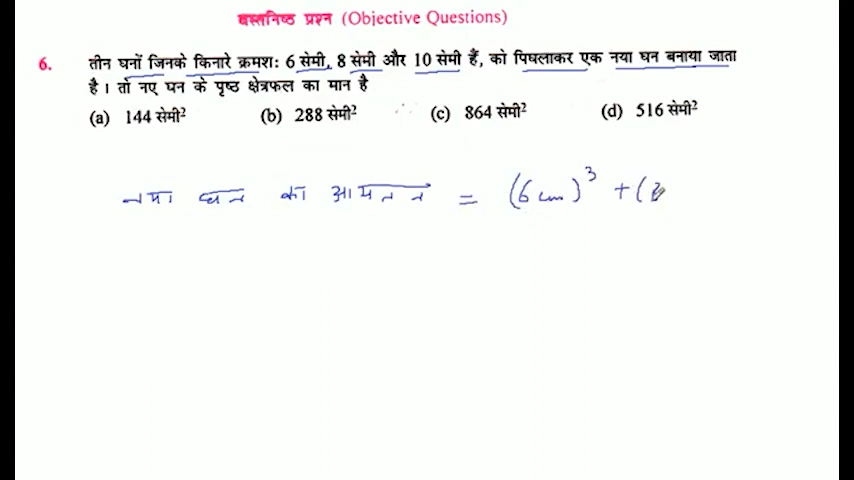 वस्तुनिष्ठ प्रश्न (Objective Questions)
6. तीन घनों जिनके किनारे क्रमशः 6 सेमी, 8 सेमी और 10 सेमी हैं, को पिघलाकर एक नया घन बनाया जाता
है। तो नए घन के पृष्ठ क्षेत्रफल का मान है
(a) 144 सेमी² (b) 288 सेमी² (c) 864 सेमी² (d) 516 सेमी²
नया घन का आयतन = (6 cm)³ + (